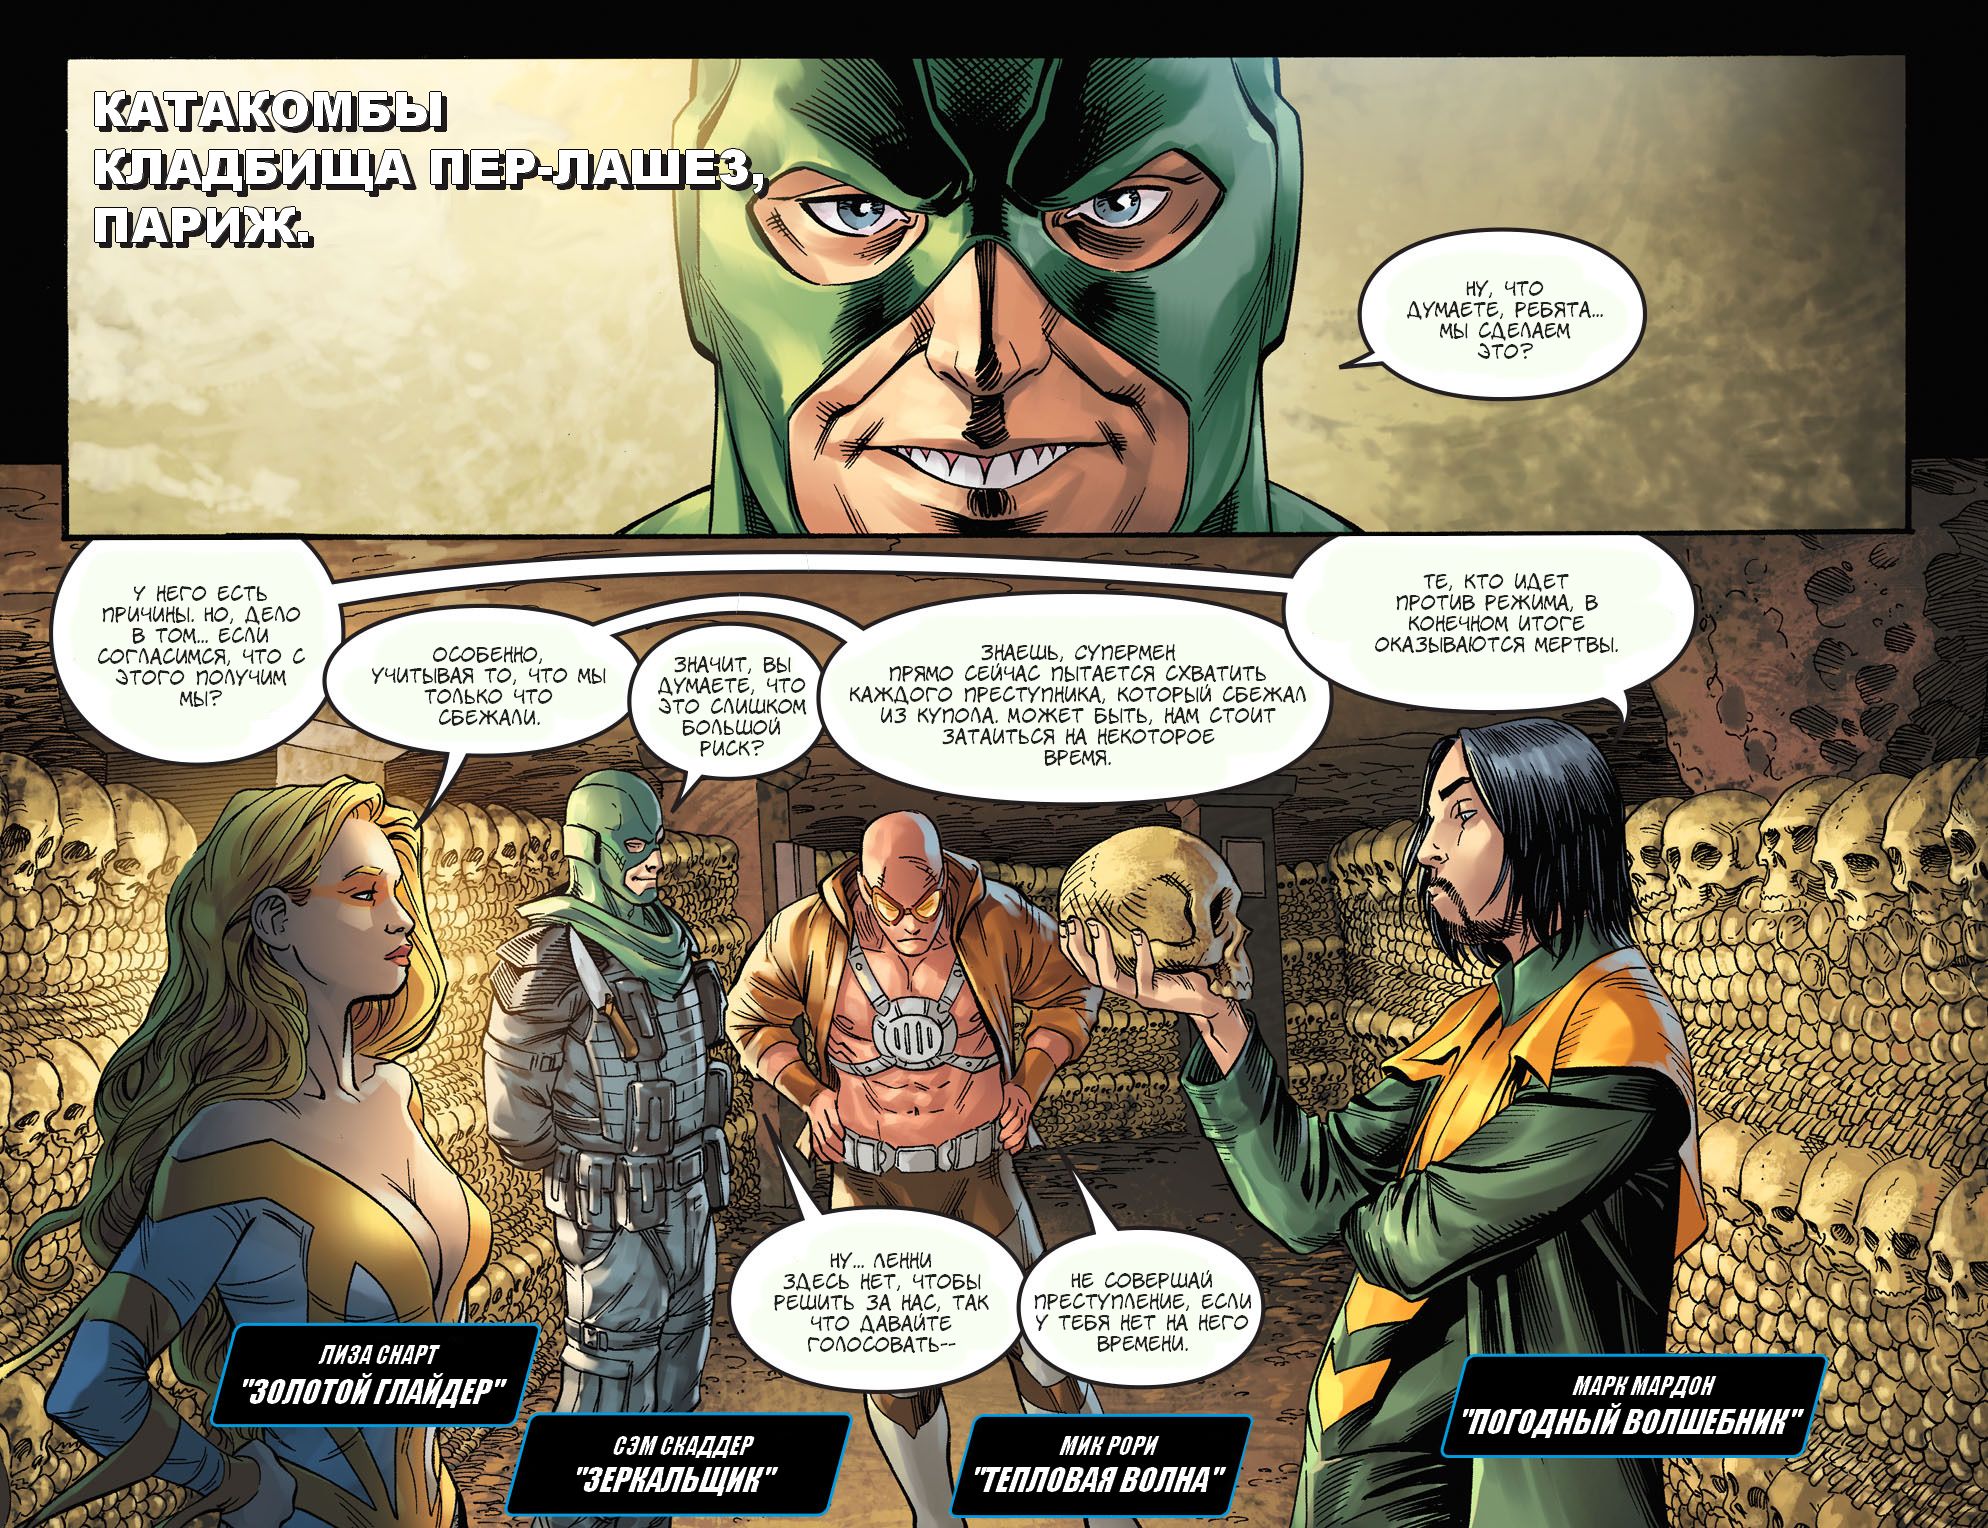 КАТАКОМБЫ
КЛАДБИЩА ПЕР-ЛАШЕЗ,
ПАРИЖ.
НУ, ЧТО
ДУМАЕТЕ, РЕБЯТА...
МЫ СДЕЛАЕМ
ЭТО?
У НЕГО ЕСТЬ
ПРИЧИНЫ. НО, ДЕЛО
В ТОМ... ЕСЛИ
СОГЛАСИМСЯ, ЧТО С
ЭТОГО ПОЛУЧИМ
МЫ?
ТЕ, КТО ИДЕТ
ПРОТИВ РЕЖИМА, В
КОНЕЧНОМ ИТОГЕ
ОКАЗЫВАЮТСЯ МЕРТВЫ.
ОСОБЕННО,
УЧИТЫВАЯ ТО, ЧТО МЫ
ТОЛЬКО ЧТО
СБЕЖАЛИ.
ЗНАЕШЬ, СУПЕРМЕН
ПРЯМО СЕЙЧАС ПЫТАЕТСЯ СХВАТИТЬ
КАЖДОГО ПРЕСТУПНИКА, КОТОРЫЙ СБЕЖАЛ
ИЗ КУПОЛА. МОЖЕТ БЫТЬ, НАМ СТОИТ
ЗАТАИТЬСЯ НА НЕКОТОРОЕ
ВРЕМЯ.
ЗНАЧИТ, ВЫ
ДУМАЕТЕ, ЧТО
ЭТО СЛИШКОМ
БОЛЬШОЙ
РИСК?
НУ... ЛЕННИ
ЗДЕСЬ НЕТ, ЧТОБЫ
РЕШИТЬ ЗА НАС, ТАК
ЧТО ДАВАЙТЕ
ГОЛОСОВАТЬ--
НЕ СОВЕРШАЙ
ПРЕСТУПЛЕНИЕ, ЕСЛИ
У ТЕБЯ НЕТ НА НЕГО
ВРЕМЕНИ.
ЛИЗА СНАРТ
"ЗОЛОТОЙ ГЛАЙДЕР"
СЭМ СКАДДЕР
"ЗЕРКАЛЬЩИК"
МИК РОРИ
"ТЕПЛОВАЯ ВОЛНА"
МАРК МАРДОН
"ПОГОДНЫЙ ВОЛШЕБНИК"